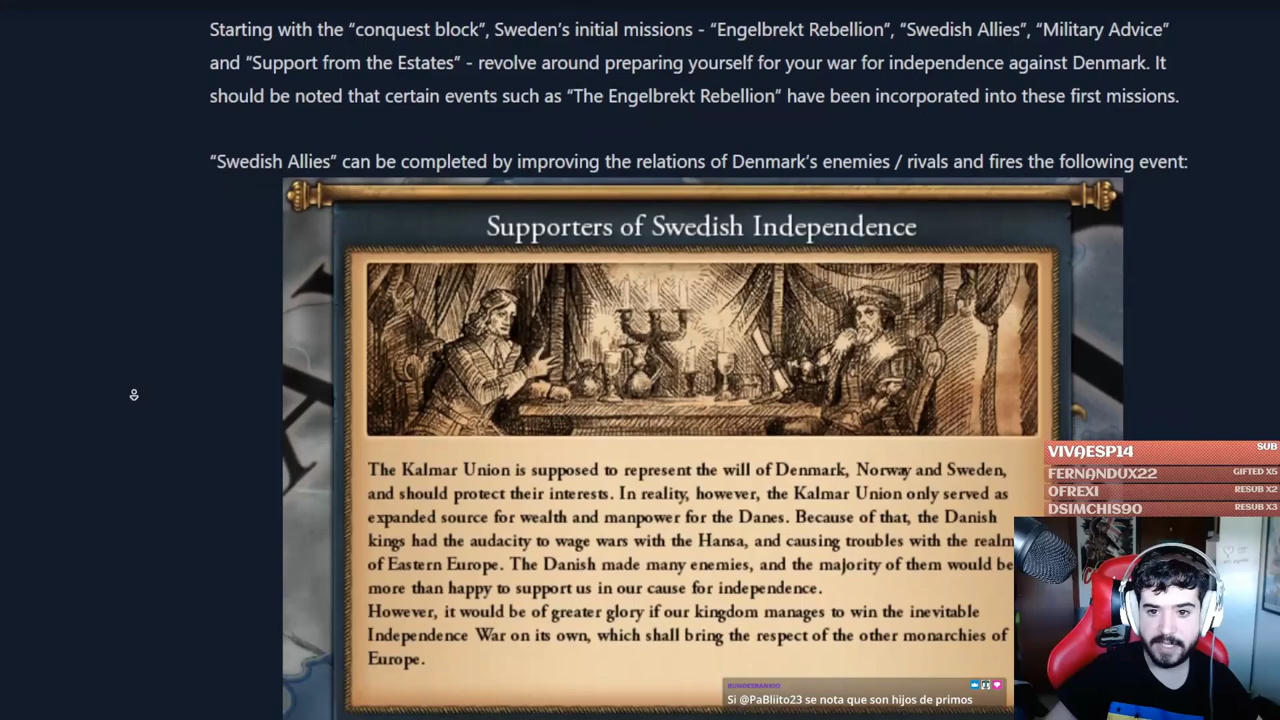 Starting with the “conquest block”, Sweden’s initial missions - “Engelbrekt Rebellion”, “Swedish Allies”, “Military Advice”
and “Support from the Estates” - revolve around preparing yourself for your war for independence against Denmark. It
should be noted that certain events such as “The Engelbrekt Rebellion” have been incorporated into these first missions.
“Swedish Allies” can be completed by improving the relations of Denmark’s enemies / rivals and fires the following event:
Supporters of Swedish Independence
The Kalmar Union is supposed to represent the will of Denmark, Norway and Sweden,
and should protect their interests. In reality, however, the Kalmar Union only served as
expanded source for wealth and manpower for the Danes. Because of that, the Danish
kings had the audacity to wage wars with the Hansa, and causing troubles with the realm
of Eastern Europe. The Danish made many enemies, and the majority of them would be
more than happy to support us in our cause for independence.
However, it would be of greater glory if our kingdom manages to win the inevitable
Independence War on its own, which shall bring the respect of the other monarchies of
Europe.
VIVAESP14 SUB
FERNANDUX22 GIFTED X5
OFREXI RESUB X2
DSIMCHIS90 RESUB X3
Si @PaBliito23 se nota que son hijos de primos